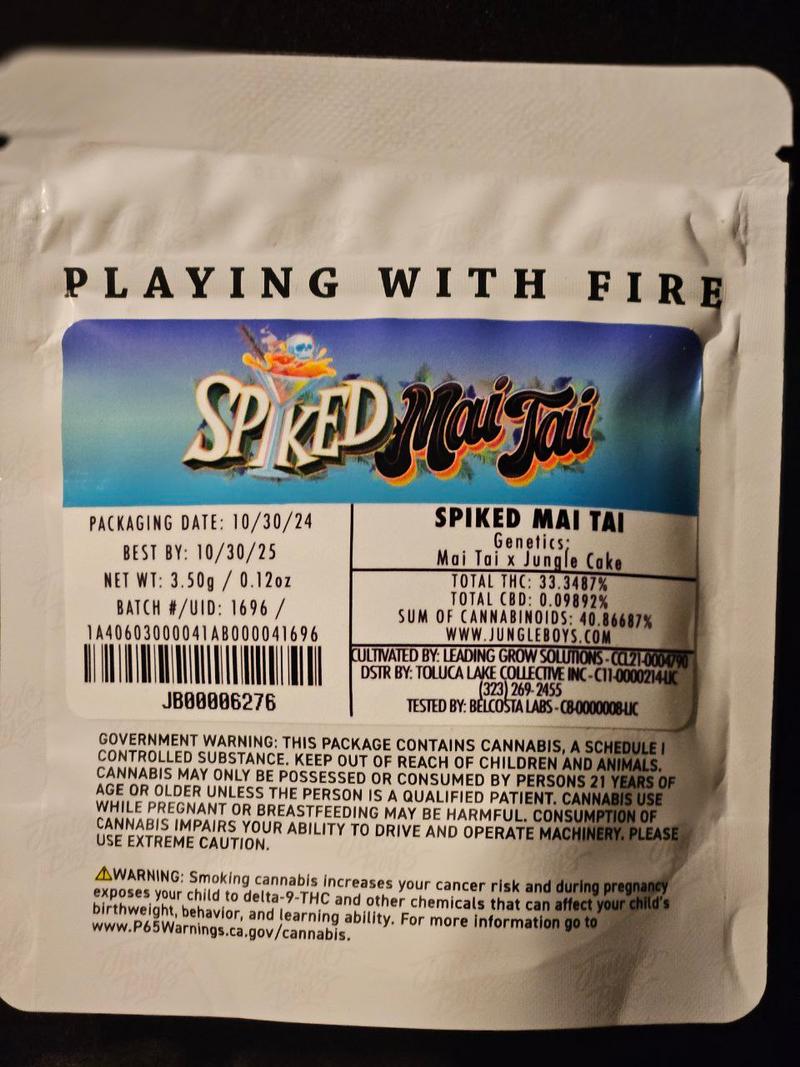 PLAYING WITH FIRE
SPIKED Mai Tai
PACKAGING DATE: 10/30/24
BEST BY: 10/30/25
NET WT: 3.50g / 0.12oz
BATCH #/UID: 1696 /
1A40603000041AB000041696
JB00006276
SPIKED MAI TAI
Genetics:
Mai Tai x Jungle Cake
TOTAL THC: 33.3487%
TOTAL CBD: 0.09892%
SUM OF CANNABINOIDS: 40.86687%
WWW.JUNGLEBOYS.COM
CULTIVATED BY: LEADING GROW SOLUTIONS - CCL21-0004790
DSTR BY: TOLUCA LAKE COLLECTIVE INC - C11-0000214-LIC
(323) 269-2455
TESTED BY: BELCOSTA LABS - C8-0000008-LIC
GOVERNMENT WARNING: THIS PACKAGE CONTAINS CANNABIS, A SCHEDULE I
CONTROLLED SUBSTANCE. KEEP OUT OF REACH OF CHILDREN AND ANIMALS.
CANNABIS MAY ONLY BE POSSESSED OR CONSUMED BY PERSONS 21 YEARS OF
AGE OR OLDER UNLESS THE PERSON IS A QUALIFIED PATIENT. CANNABIS USE
WHILE PREGNANT OR BREASTFEEDING MAY BE HARMFUL. CONSUMPTION OF
CANNABIS IMPAIRS YOUR ABILITY TO DRIVE AND OPERATE MACHINERY. PLEASE
USE EXTREME CAUTION.
⚠WARNING: Smoking cannabis increases your cancer risk and during pregnancy
exposes your child to delta-9-THC and other chemicals that can affect your child's
birthweight, behavior, and learning ability. For more information go to
www.P65Warnings.ca.gov/cannabis.